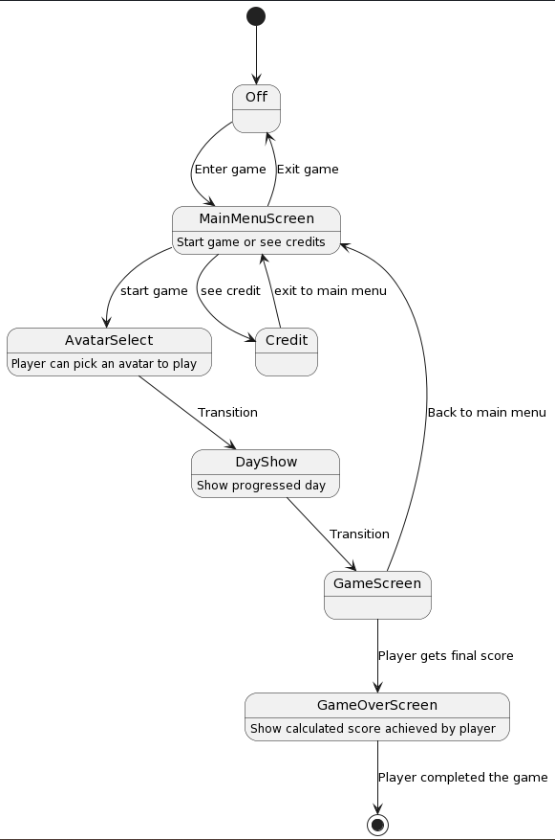 Off
Enter game
Exit game
MainMenuScreen
Start game or see credits
start game
see credit
exit to main menu
AvatarSelect
Player can pick an avatar to play
Credit
Transition
Back to main menu
DayShow
Show progressed day
Transition
GameScreen
Player gets final score
GameOverScreen
Show calculated score achieved by player
Player completed the game